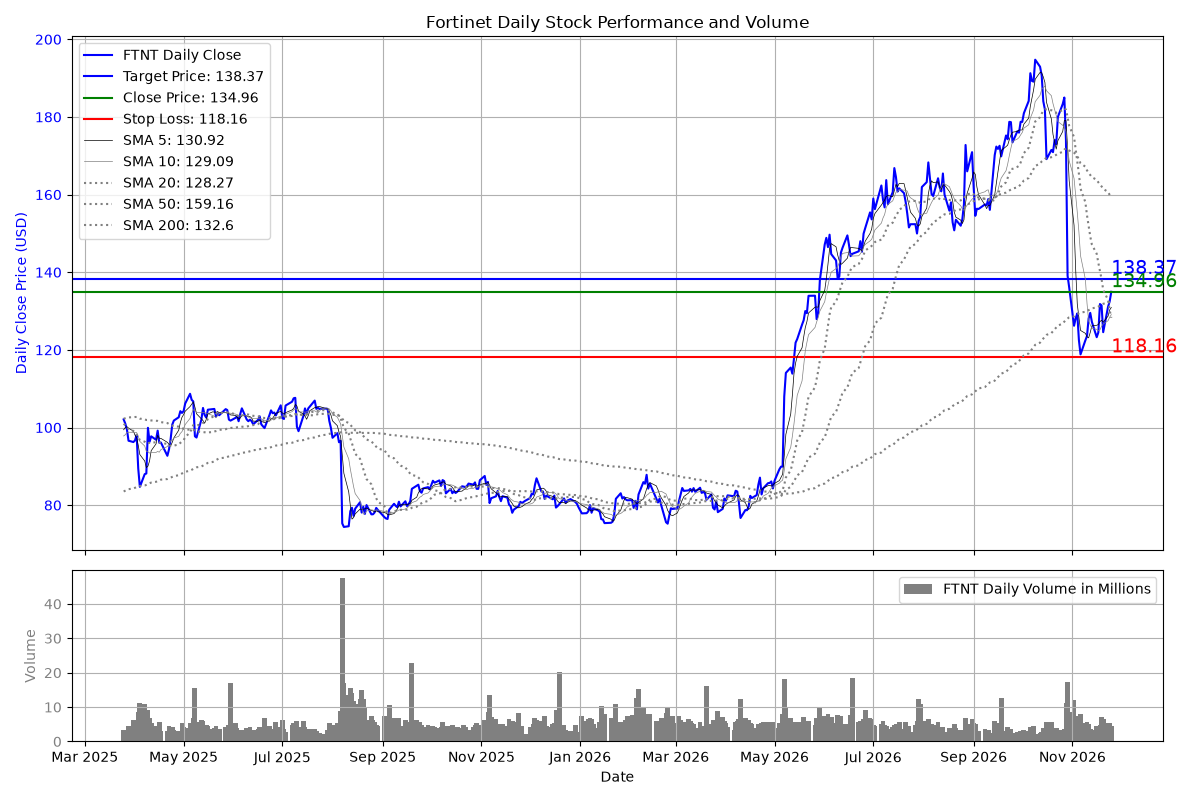 Fortinet Daily Stock Performance and Volume
200
180
160
140
120
100
80
Daily Close Price (USD)
FTNT Daily Close
Target Price: 138.37
Close Price: 134.96
Stop Loss: 118.16
SMA 5: 130.92
SMA 10: 129.09
SMA 20: 128.27
SMA 50: 159.16
SMA 200: 132.6
138.37
134.96
118.16
FTNT Daily Volume in Millions
40
30
20
10
0
Volume
Mar 2025 May 2025 Jul 2025 Sep 2025 Nov 2025 Jan 2026 Mar 2026 May 2026 Jul 2026 Sep 2026 Nov 2026
Date